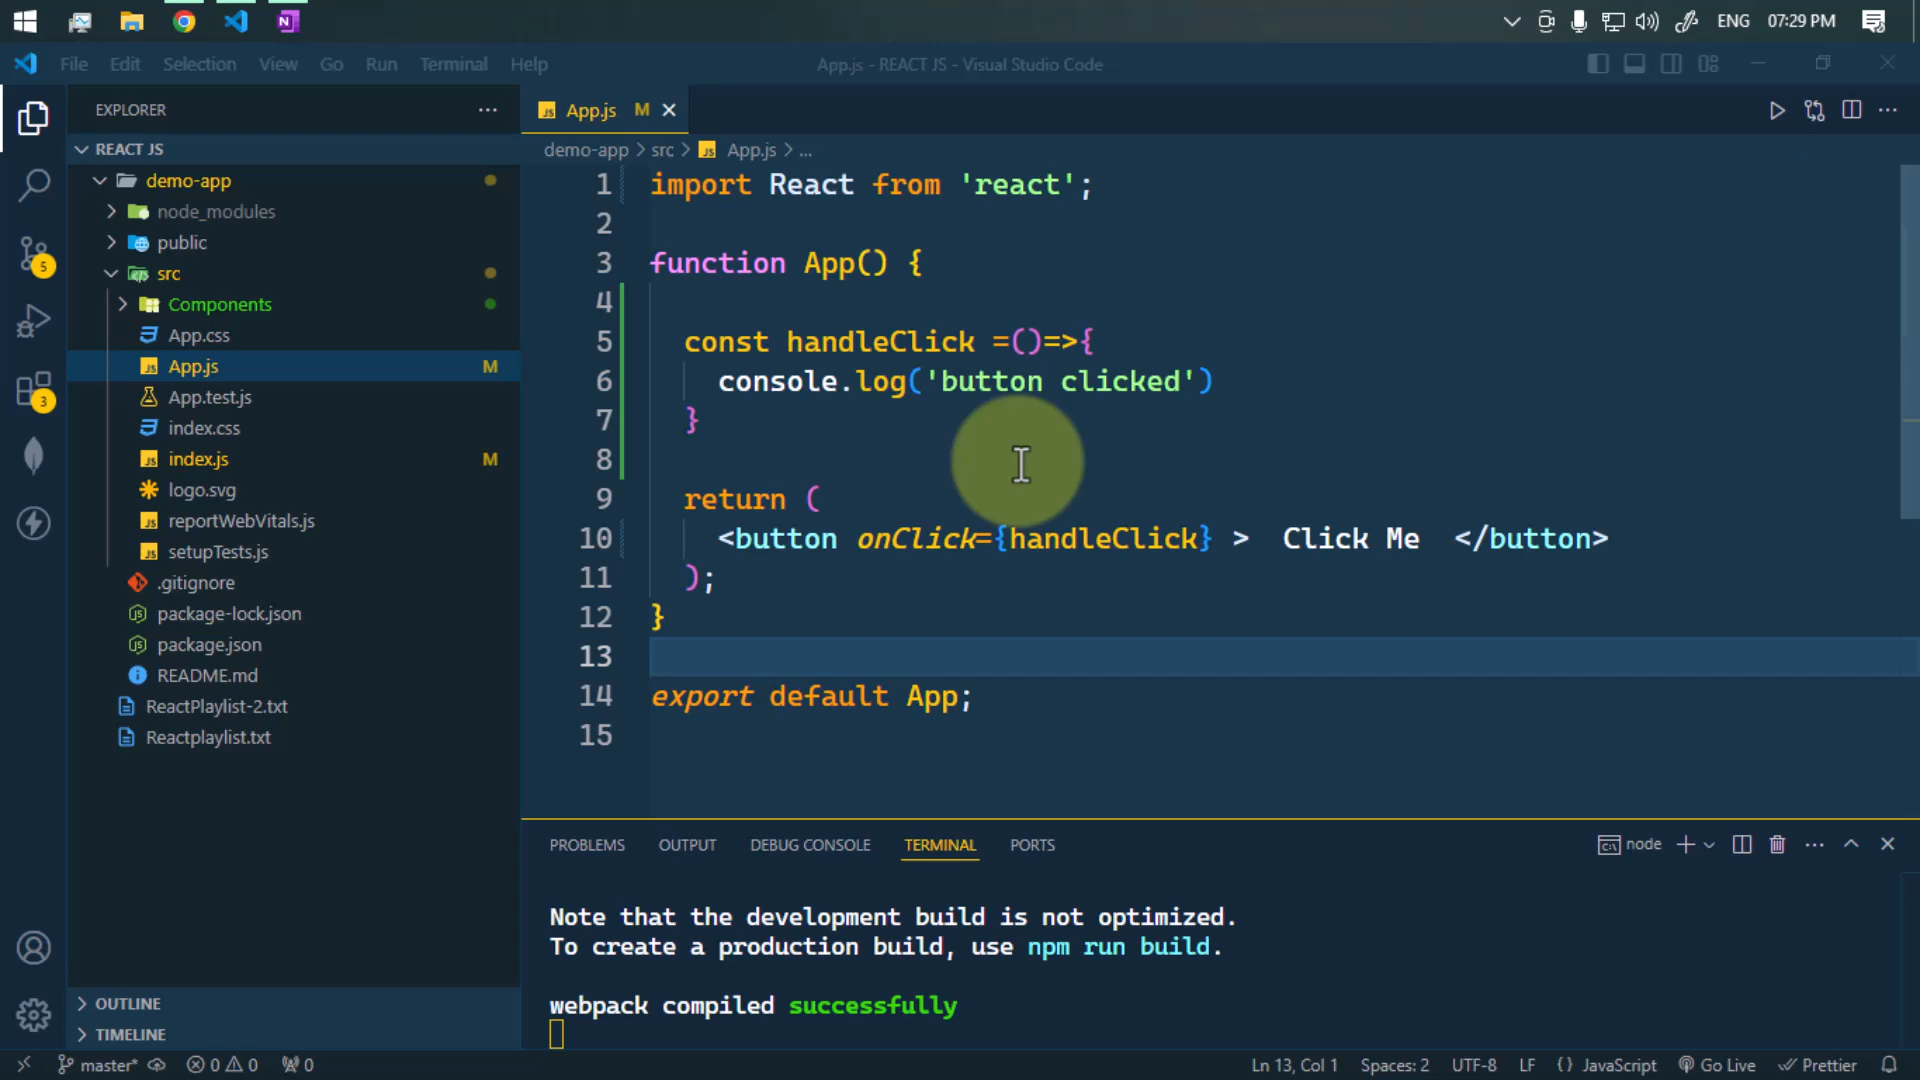 ENG 07:29 PM
File Edit Selection View Go Run Terminal Help
App.js - REACT JS - Visual Studio Code
EXPLORER
App.js M
REACT JS
demo-app > src > App.js > ...
demo-app
node_modules
public
src
Components
App.css
App.js M
App.test.js
index.css
index.js M
logo.svg
reportWebVitals.js
setupTests.js
.gitignore
package-lock.json
package.json
README.md
ReactPlaylist-2.txt
Reactplaylist.txt
OUTLINE
TIMELINE
5
3
1 import React from 'react';
2
3 function App() {
4
5 const handleClick =()=>{
6 console.log('button clicked')
7 }
8
9 return (
10 <button onClick={handleClick} > Click Me </button>
11 );
12 }
13
14 export default App;
15
PROBLEMS OUTPUT DEBUG CONSOLE TERMINAL PORTS
node
Note that the development build is not optimized.
To create a production build, use npm run build.
webpack compiled successfully
master* 0 0 0
Ln 13, Col 1 Spaces: 2 UTF-8 LF {} JavaScript Go Live Prettier